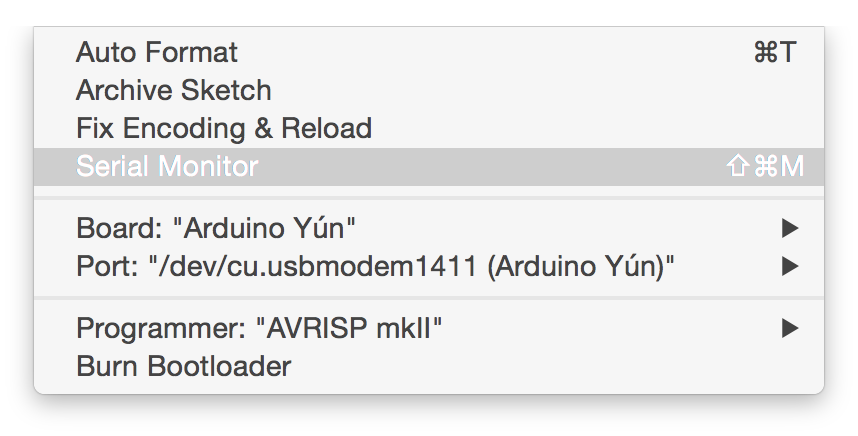 Auto Format ⌘T
Archive Sketch
Fix Encoding & Reload
Serial Monitor ⇧⌘M
Board: "Arduino Yún" ▶
Port: "/dev/cu.usbmodem1411 (Arduino Yún)" ▶
Programmer: "AVRISP mkII" ▶
Burn Bootloader